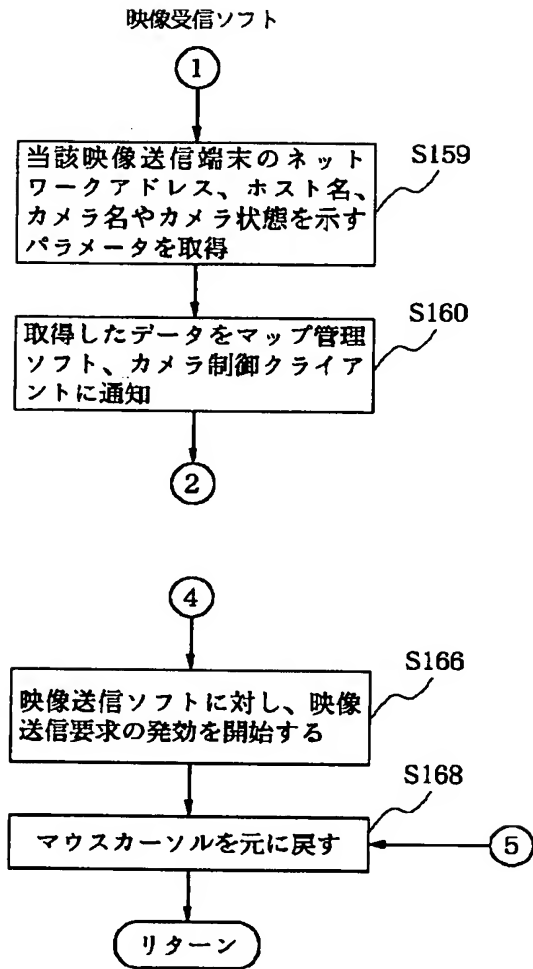 映像受信ソフト
1
当該映像送信端末のネット
ワークアドレス、ホスト名、
カメラ名やカメラ状態を示す
パラメータを取得
S159
取得したデータをマップ管理
ソフト、カメラ制御クライア
ントに通知
S160
2
4
映像送信ソフトに対し、映像
送信要求の発効を開始する
S166
マウスカーソルを元に戻す
S168
5
リターン